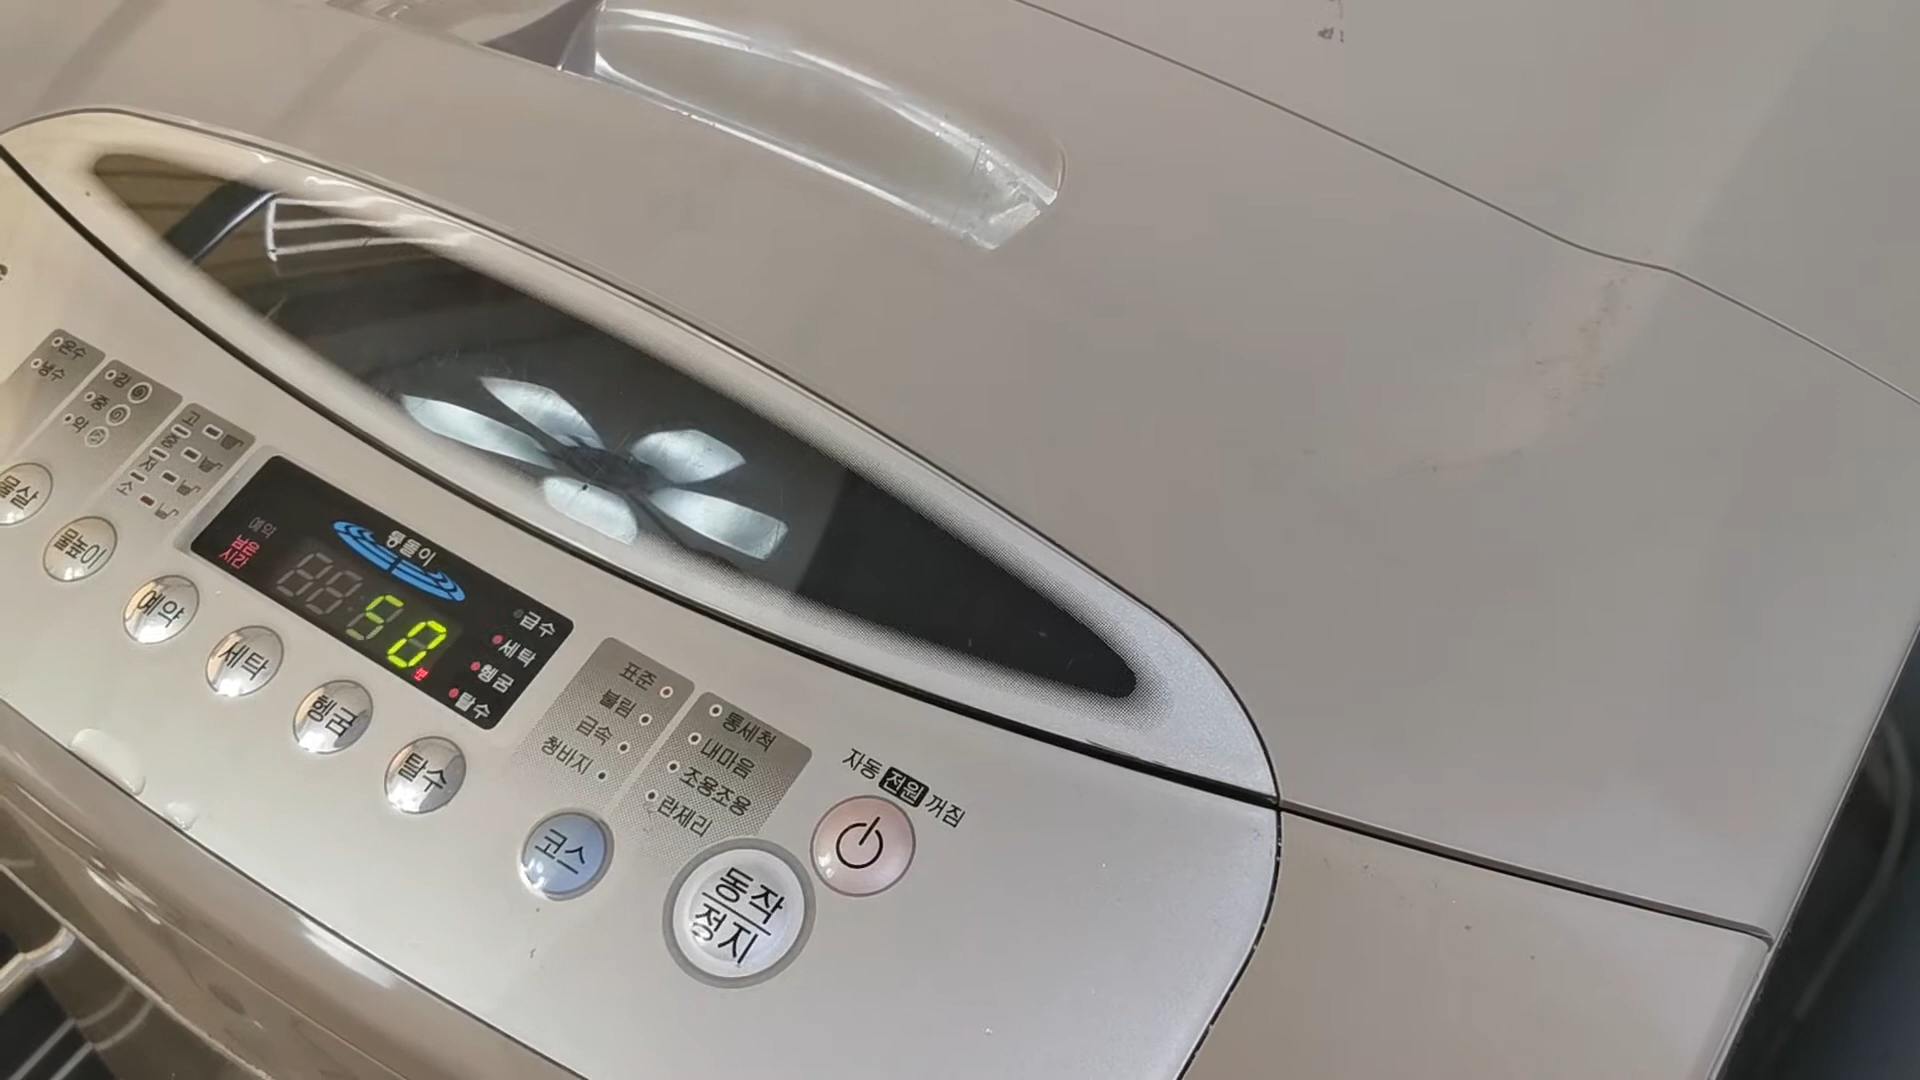 온수
냉수
강
중
약
고
중
저
소
물살
물높이
예약
세탁
헹굼
탈수
예약
남은
시간
통돌이
50
분
급수
세탁
헹굼
탈수
표준
불림
급속
청바지
통세척
내마음
조용조용
란제리
코스
자동 전원 꺼짐
동작
정지